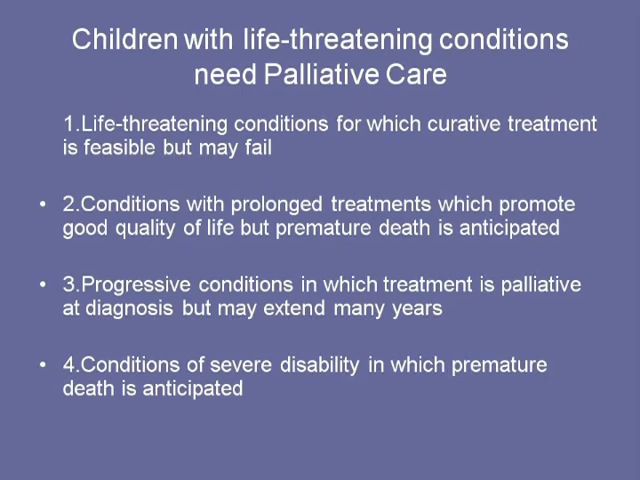 Children with life-threatening conditions
need Palliative Care
1.Life-threatening conditions for which curative treatment
is feasible but may fail
• 2.Conditions with prolonged treatments which promote
good quality of life but premature death is anticipated
• 3.Progressive conditions in which treatment is palliative
at diagnosis but may extend many years
• 4.Conditions of severe disability in which premature
death is anticipated